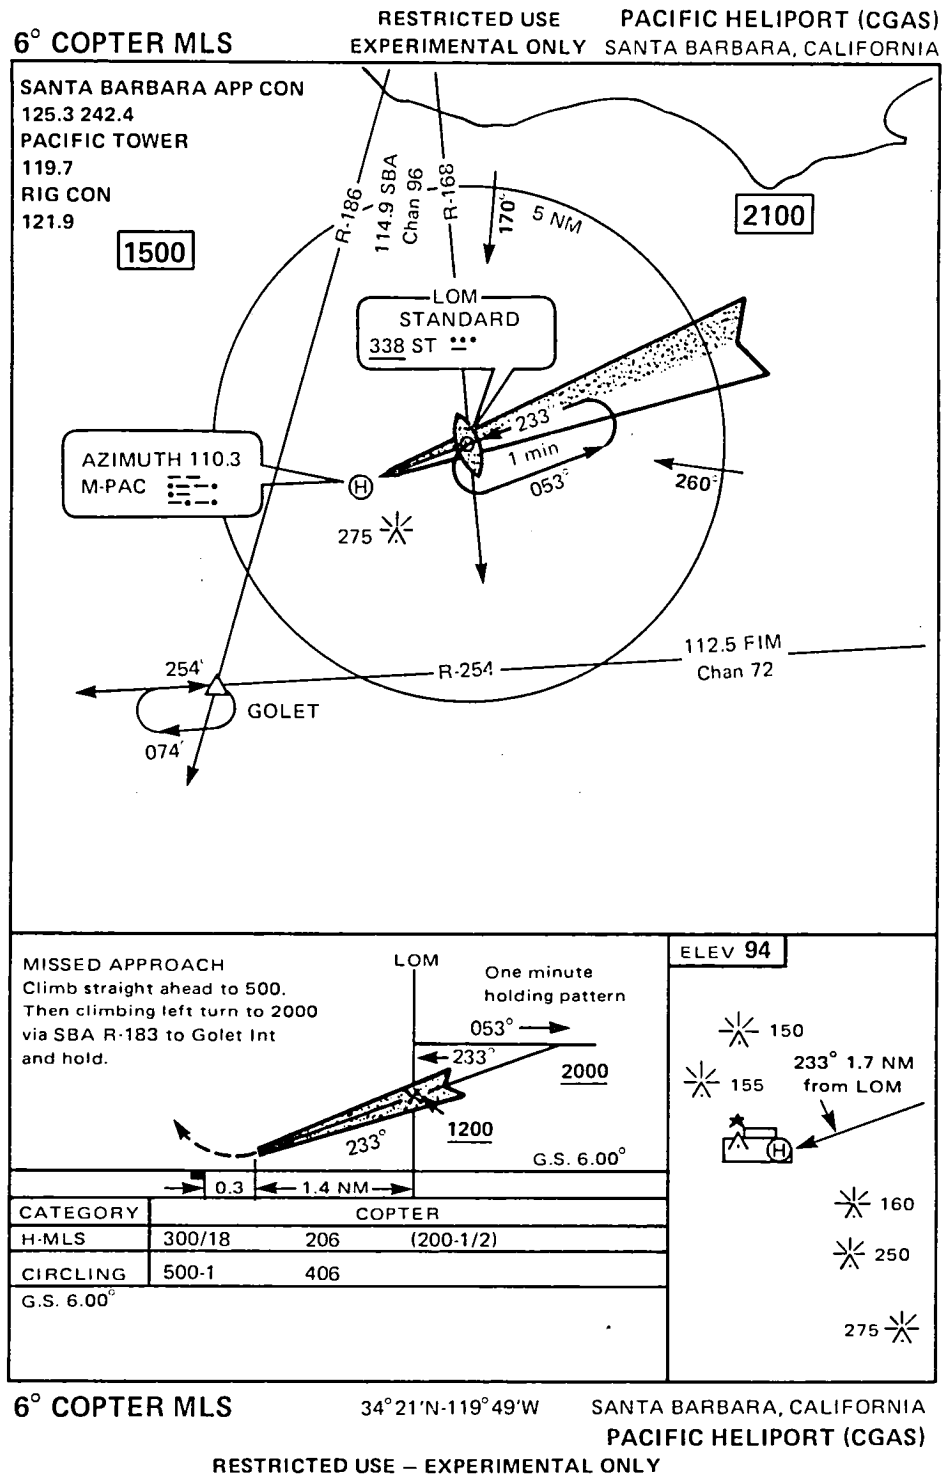 6° COPTER MLS
RESTRICTED USE
EXPERIMENTAL ONLY
PACIFIC HELIPORT (CGAS)
SANTA BARBARA, CALIFORNIA
SANTA BARBARA APP CON
125.3 242.4
PACIFIC TOWER
119.7
RIG CON
121.9
1500
R-186
114.9 SBA
Chan 96
R-168
170°
5 NM
2100
LOM
STANDARD
338 ST
233
1 min
053°
260°
AZIMUTH 110.3
M-PAC
H
275
112.5 FIM
Chan 72
R-254
254°
GOLET
074°
MISSED APPROACH
Climb straight ahead to 500.
Then climbing left turn to 2000
via SBA R-183 to Golet Int
and hold.
LOM
One minute
holding pattern
053°
233°
2000
1200
233°
G.S. 6.00°
0.3
1.4 NM
ELEV 94
150
155
233° 1.7 NM
from LOM
H
160
250
275
CATEGORY COPTER
H-MLS 300/18 206 (200-1/2)
CIRCLING 500-1 406
G.S. 6.00°
6° COPTER MLS
34°21'N-119°49'W
SANTA BARBARA, CALIFORNIA
PACIFIC HELIPORT (CGAS)
RESTRICTED USE – EXPERIMENTAL ONLY